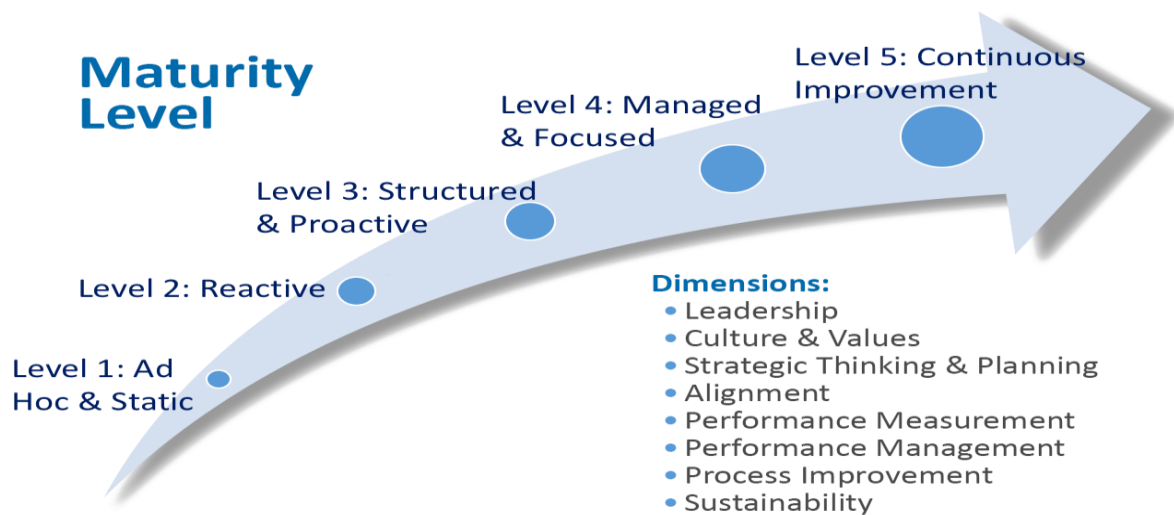 Maturity
Level
Level 5: Continuous
Improvement
Level 4: Managed
& Focused
Level 3: Structured
& Proactive
Level 2: Reactive
Level 1: Ad
Hoc & Static
Dimensions:
• Leadership
• Culture & Values
• Strategic Thinking & Planning
• Alignment
• Performance Measurement
• Performance Management
• Process Improvement
• Sustainability